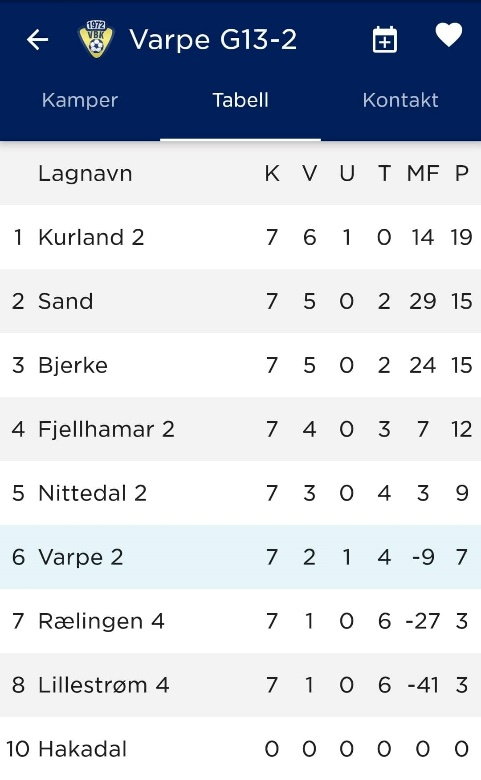 1972
VBK
Varpe G13-2
Kamper Tabell Kontakt
Lagnavn K V U T MF P
1 Kurland 2 7 6 1 0 14 19
2 Sand 7 5 0 2 29 15
3 Bjerke 7 5 0 2 24 15
4 Fjellhamar 2 7 4 0 3 7 12
5 Nittedal 2 7 3 0 4 3 9
6 Varpe 2 7 2 1 4 -9 7
7 Rælingen 4 7 1 0 6 -27 3
8 Lillestrøm 4 7 1 0 6 -41 3
10 Hakadal 0 0 0 0 0 0